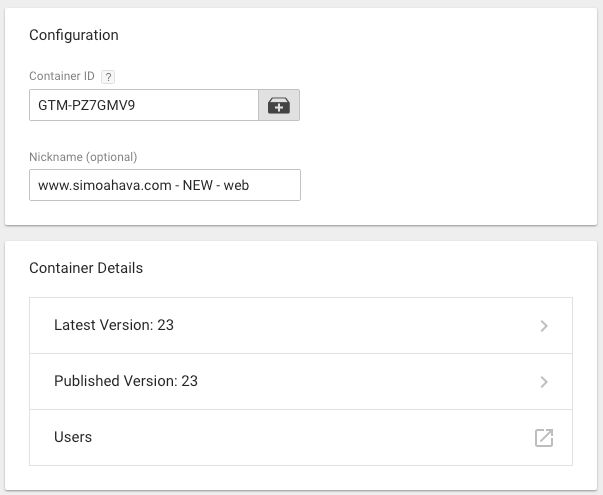 Configuration
Container ID ?
GTM-PZ7GMV9
Nickname (optional)
www.simoahava.com - NEW - web
Container Details
Latest Version: 23
Published Version: 23
Users